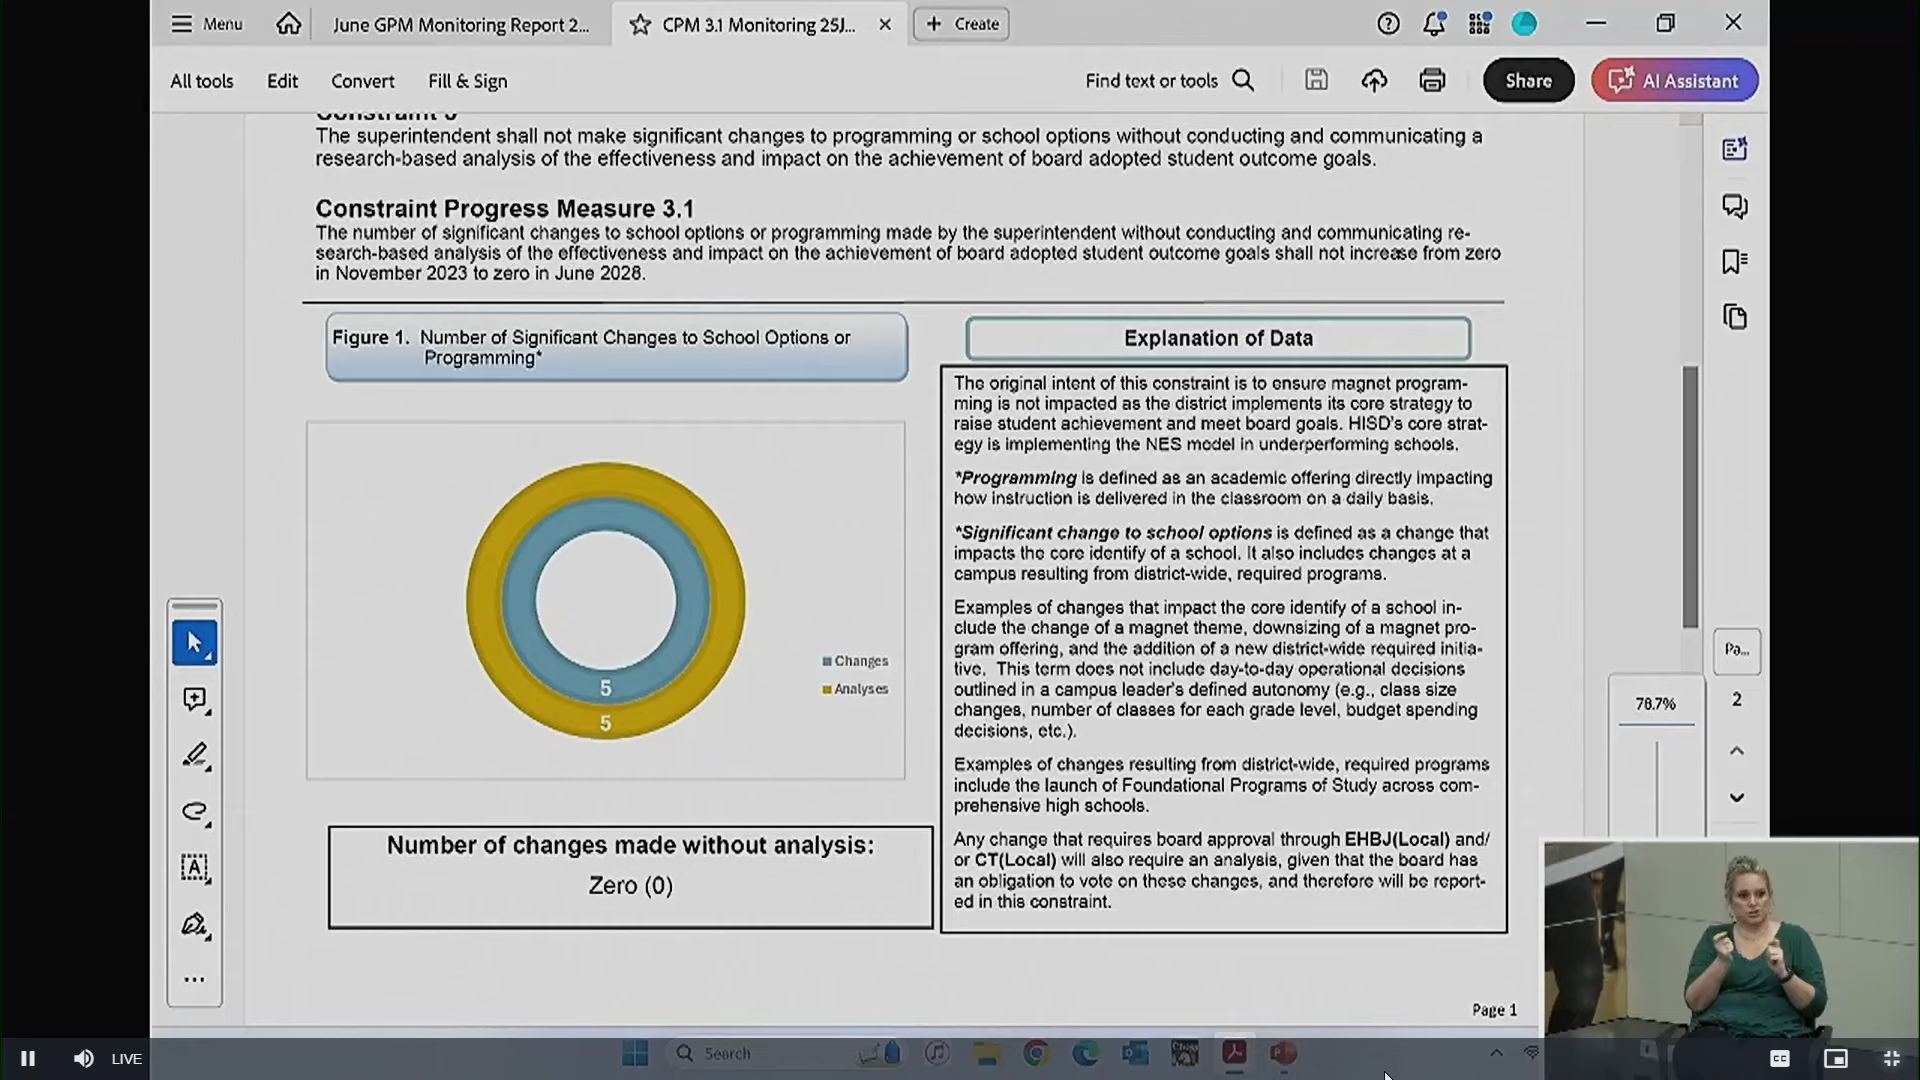 Menu
June GPM Monitoring Report 2...
CPM 3.1 Monitoring 25J...
Create
All tools
Edit
Convert
Fill & Sign
Find text or tools
Share
AI Assistant
Constraint 3
The superintendent shall not make significant changes to programming or school options without conducting and communicating a
research-based analysis of the effectiveness and impact on the achievement of board adopted student outcome goals.
Constraint Progress Measure 3.1
The number of significant changes to school options or programming made by the superintendent without conducting and communicating re-
search-based analysis of the effectiveness and impact on the achievement of board adopted student outcome goals shall not increase from zero
in November 2023 to zero in June 2028.
Figure 1. Number of Significant Changes to School Options or
Programming*
5
5
Changes
Analyses
Number of changes made without analysis:
Zero (0)
Explanation of Data
The original intent of this constraint is to ensure magnet program-
ming is not impacted as the district implements its core strategy to
raise student achievement and meet board goals. HISD's core strat-
egy is implementing the NES model in underperforming schools.
*Programming is defined as an academic offering directly impacting
how instruction is delivered in the classroom on a daily basis.
*Significant change to school options is defined as a change that
impacts the core identify of a school. It also includes changes at a
campus resulting from district-wide, required programs.
Examples of changes that impact the core identify of a school in-
clude the change of a magnet theme, downsizing of a magnet pro-
gram offering, and the addition of a new district-wide required initia-
tive. This term does not include day-to-day operational decisions
outlined in a campus leader's defined autonomy (e.g., class size
changes, number of classes for each grade level, budget spending
decisions, etc.).
Examples of changes resulting from district-wide, required programs
include the launch of Foundational Programs of Study across com-
prehensive high schools.
Any change that requires board approval through EHBJ(Local) and/
or CT(Local) will also require an analysis, given that the board has
an obligation to vote on these changes, and therefore will be report-
ed in this constraint.
Page 1
Pa...
2
78.7%
LIVE
Search
CC